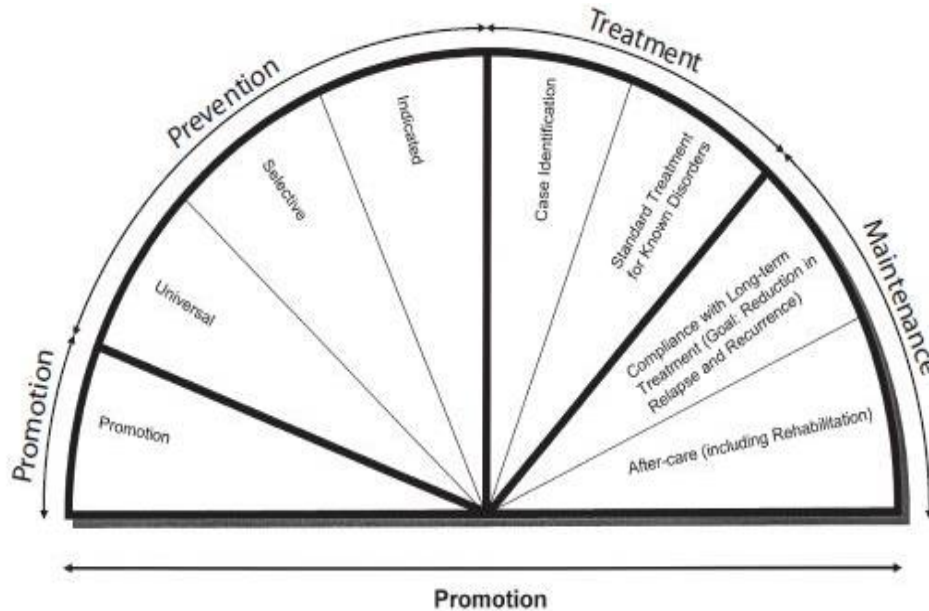 Prevention
Treatment
Maintenance
Promotion
Promotion
Universal
Selective
Indicated
Case Identification
Standard Treatment
for Known Disorders
Compliance with Long-term
Treatment (Goal: Reduction in
Relapse and Recurrence)
After-care (including Rehabilitation)
Promotion